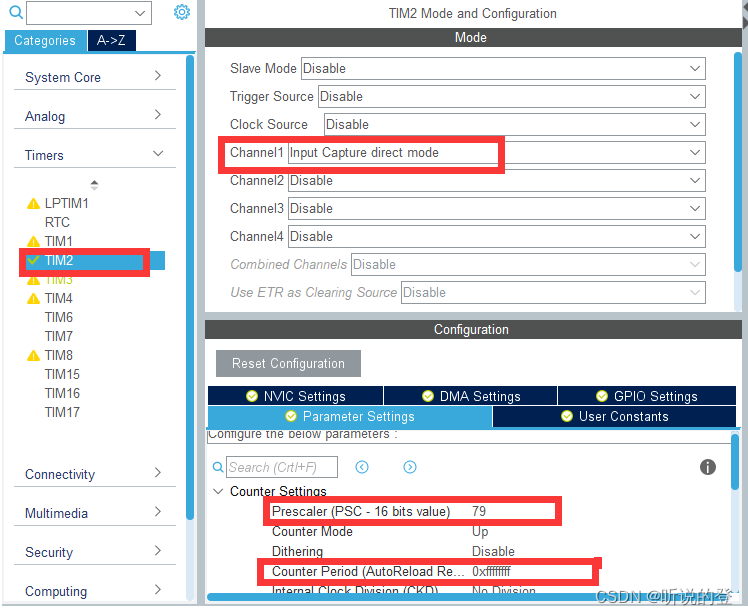 TIM2 Mode and Configuration
Categories
A->Z
Mode
System Core
Analog
Timers
LPTIM1
RTC
TIM1
TIM2
TIM3
TIM4
TIM6
TIM7
TIM8
TIM15
TIM16
TIM17
Connectivity
Multimedia
Security
Computing
Slave Mode Disable
Trigger Source Disable
Clock Source Disable
Channel1 Input Capture direct mode
Channel2 Disable
Channel3 Disable
Channel4 Disable
Combined Channels Disable
Use ETR as Clearing Source Disable
Configuration
Reset Configuration
NVIC Settings
DMA Settings
GPIO Settings
Parameter Settings
User Constants
Configure the below parameters :
Search (Crtl+F)
Counter Settings
Prescaler (PSC - 16 bits value) 79
Counter Mode Up
Dithering Disable
Counter Period (AutoReload Re... 0xffffffff
Internal Clock Division (CKD) No Division
CSDN @听说的登